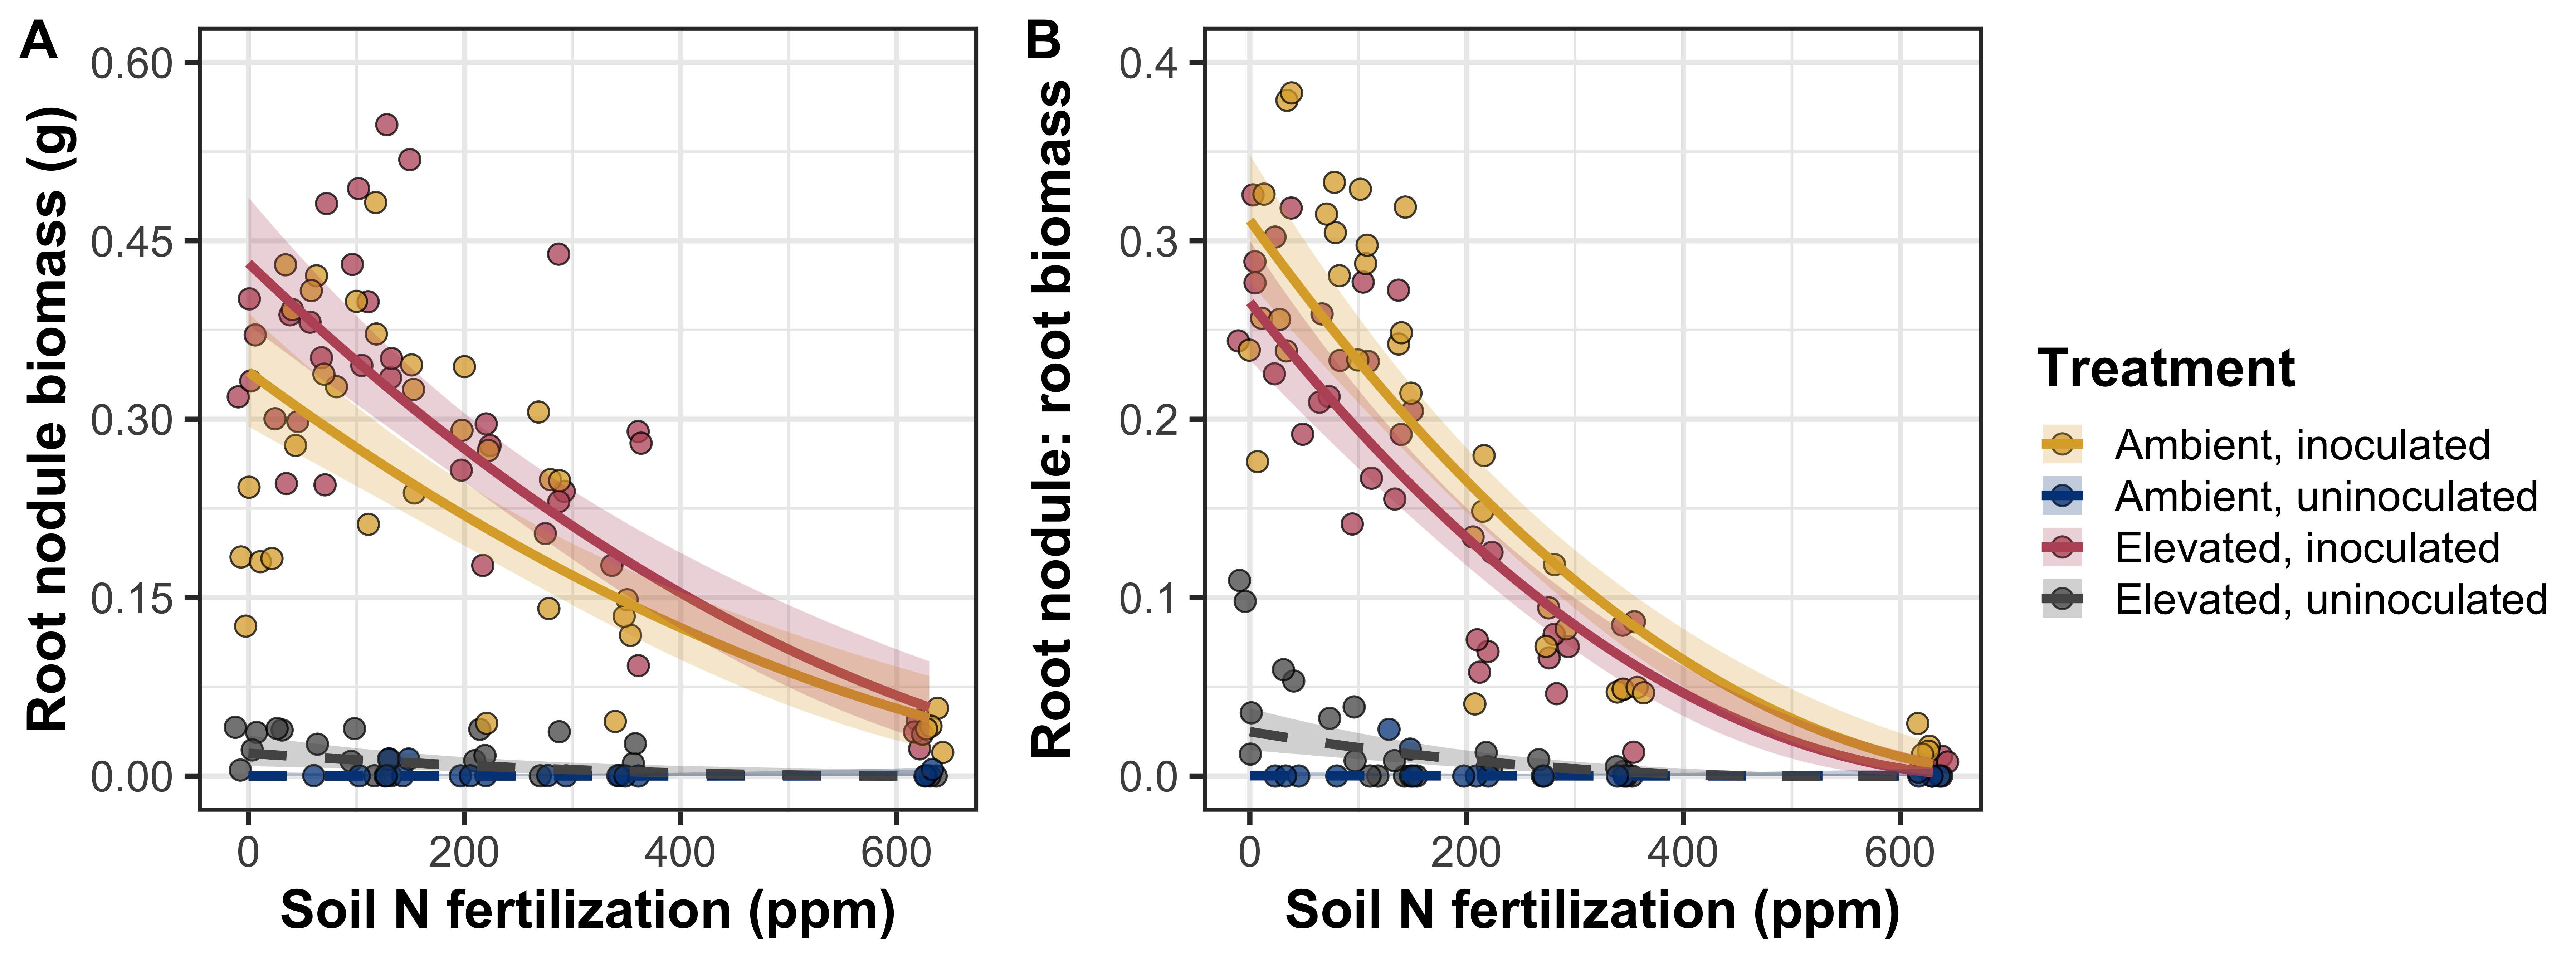 A
Root nodule biomass (g)
0.60
0.45
0.30
0.15
0.00
0 200 400 600
Soil N fertilization (ppm)
B
Root nodule: root biomass
0.4
0.3
0.2
0.1
0.0
0 200 400 600
Soil N fertilization (ppm)
Treatment
Ambient, inoculated
Ambient, uninoculated
Elevated, inoculated
Elevated, uninoculated